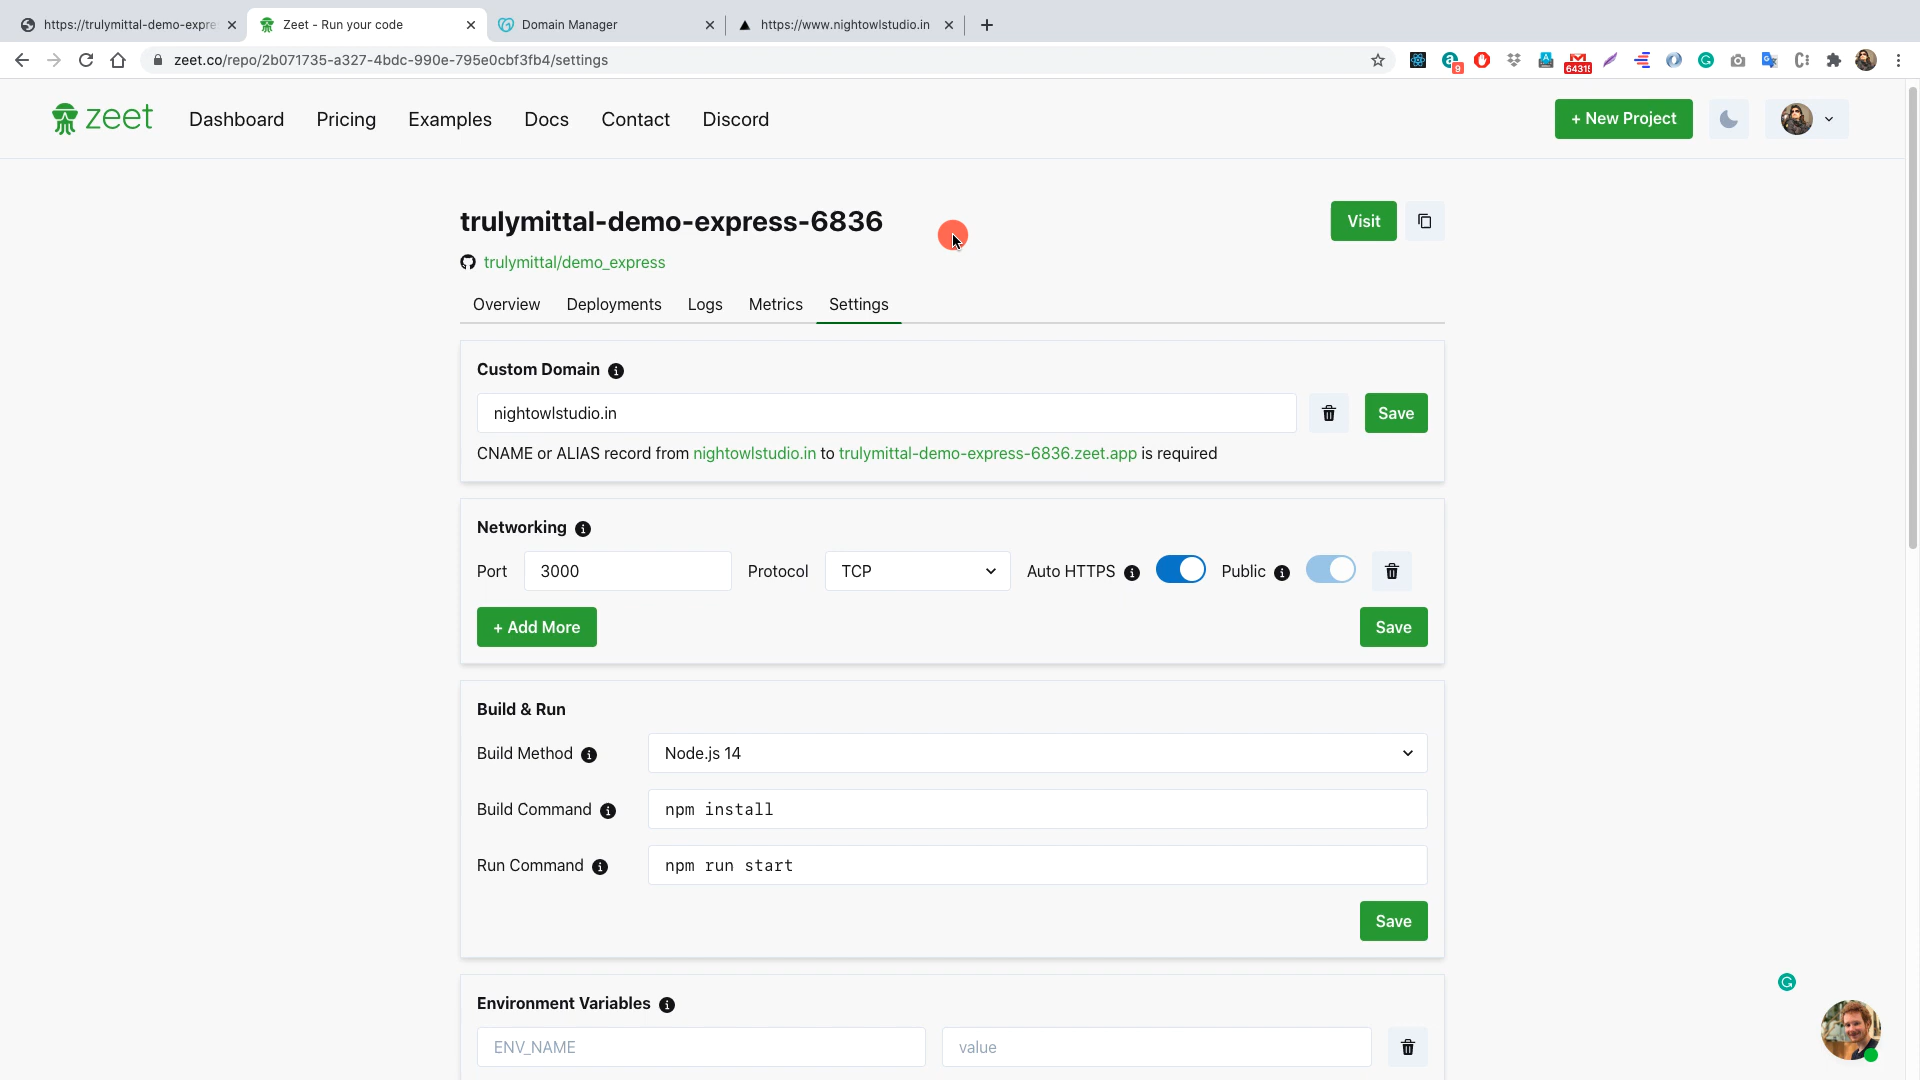 https://trulymittal-demo-expre
Zeet - Run your code
Domain Manager
https://www.nightowlstudio.in
zeet.co/repo/2b071735-a327-4bdc-990e-795e0cbf3fb4/settings
9
64315
zeet
Dashboard
Pricing
Examples
Docs
Contact
Discord
+ New Project
trulymittal-demo-express-6836
Visit
trulymittal/demo_express
Overview
Deployments
Logs
Metrics
Settings
Custom Domain
nightowlstudio.in
Save
CNAME or ALIAS record from nightowlstudio.in to trulymittal-demo-express-6836.zeet.app is required
Networking
Port
3000
Protocol
TCP
Auto HTTPS
Public
+ Add More
Save
Build & Run
Build Method
Node.js 14
Build Command
npm install
Run Command
npm run start
Save
Environment Variables
ENV_NAME
value